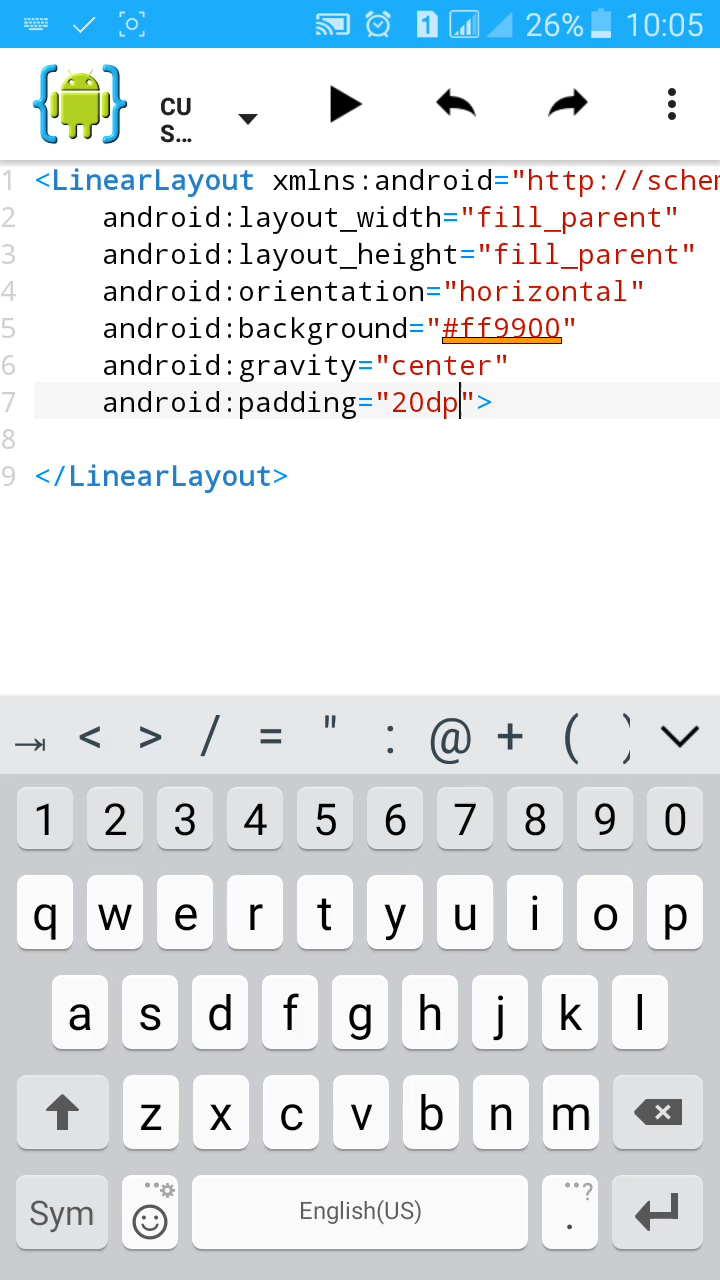 1 26% 10:05
CU
S...
1 <LinearLayout xmlns:android="http://schem
2 android:layout_width="fill_parent"
3 android:layout_height="fill_parent"
4 android:orientation="horizontal"
5 android:background="#ff9900"
6 android:gravity="center"
7 android:padding="20dp">
8
9 </LinearLayout>
< > / = " : @ + ( )
1 2 3 4 5 6 7 8 9 0
q w e r t y u i o p
a s d f g h j k l
z x c v b n m
Sym English(US) . ?